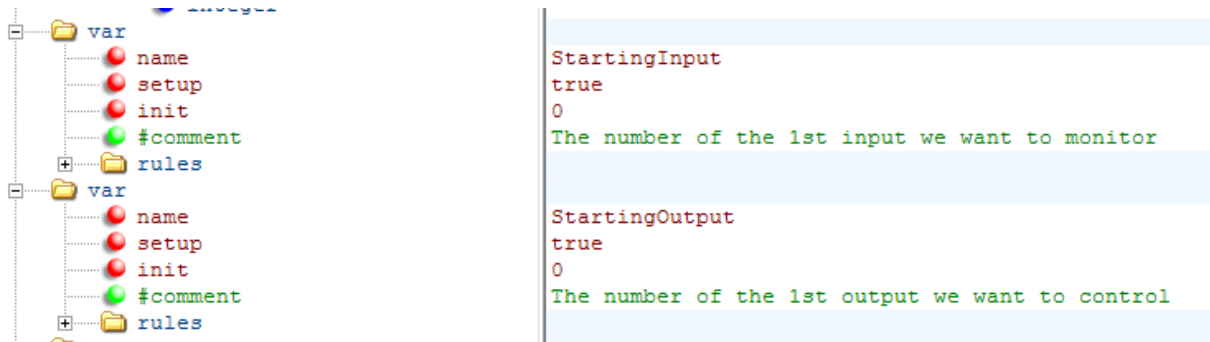 var
name StartingInput
setup true
init 0
#comment The number of the 1st input we want to monitor
rules
var
name StartingOutput
setup true
init 0
#comment The number of the 1st output we want to control
rules